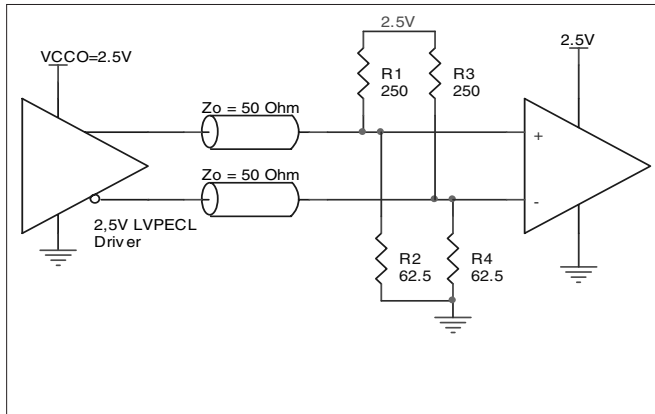 2.5V
VCCO=2.5V
2.5V
R1
250
R3
250
Zo = 50 Ohm
+
Zo = 50 Ohm
-
2,5V LVPECL
Driver
R2
62.5
R4
62.5